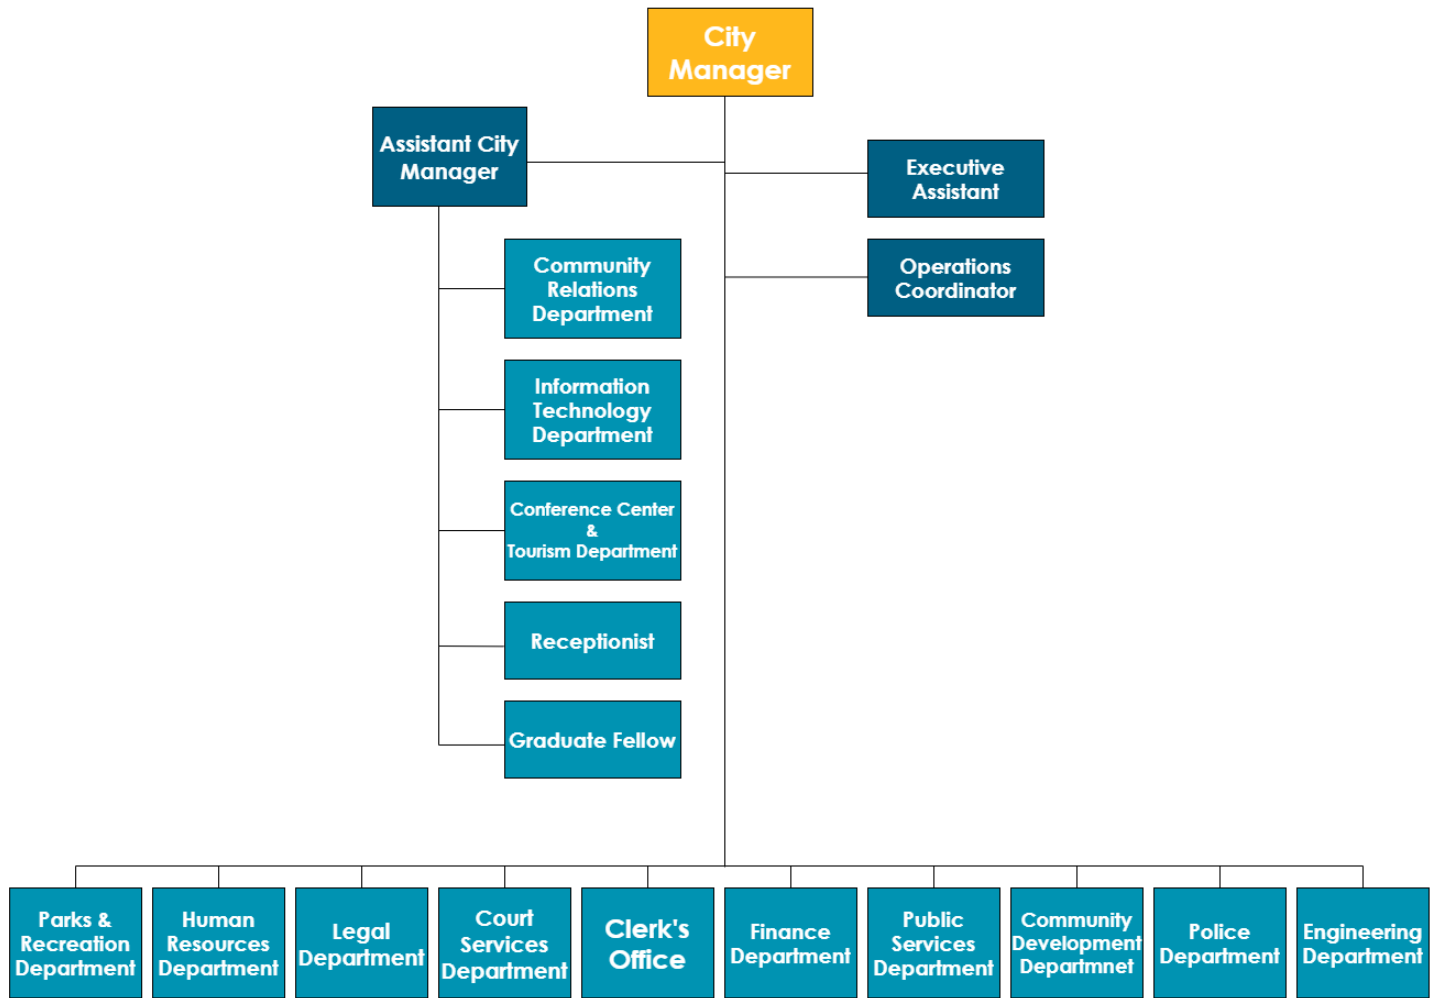 City
Manager
Assistant City
Manager
Executive
Assistant
Operations
Coordinator
Community
Relations
Department
Information
Technology
Department
Conference Center
&
Tourism Department
Receptionist
Graduate Fellow
Parks &
Recreation
Department
Human
Resources
Department
Legal
Department
Court
Services
Department
Clerk's
Office
Finance
Department
Public
Services
Department
Community
Development
Departmnet
Police
Department
Engineering
Department